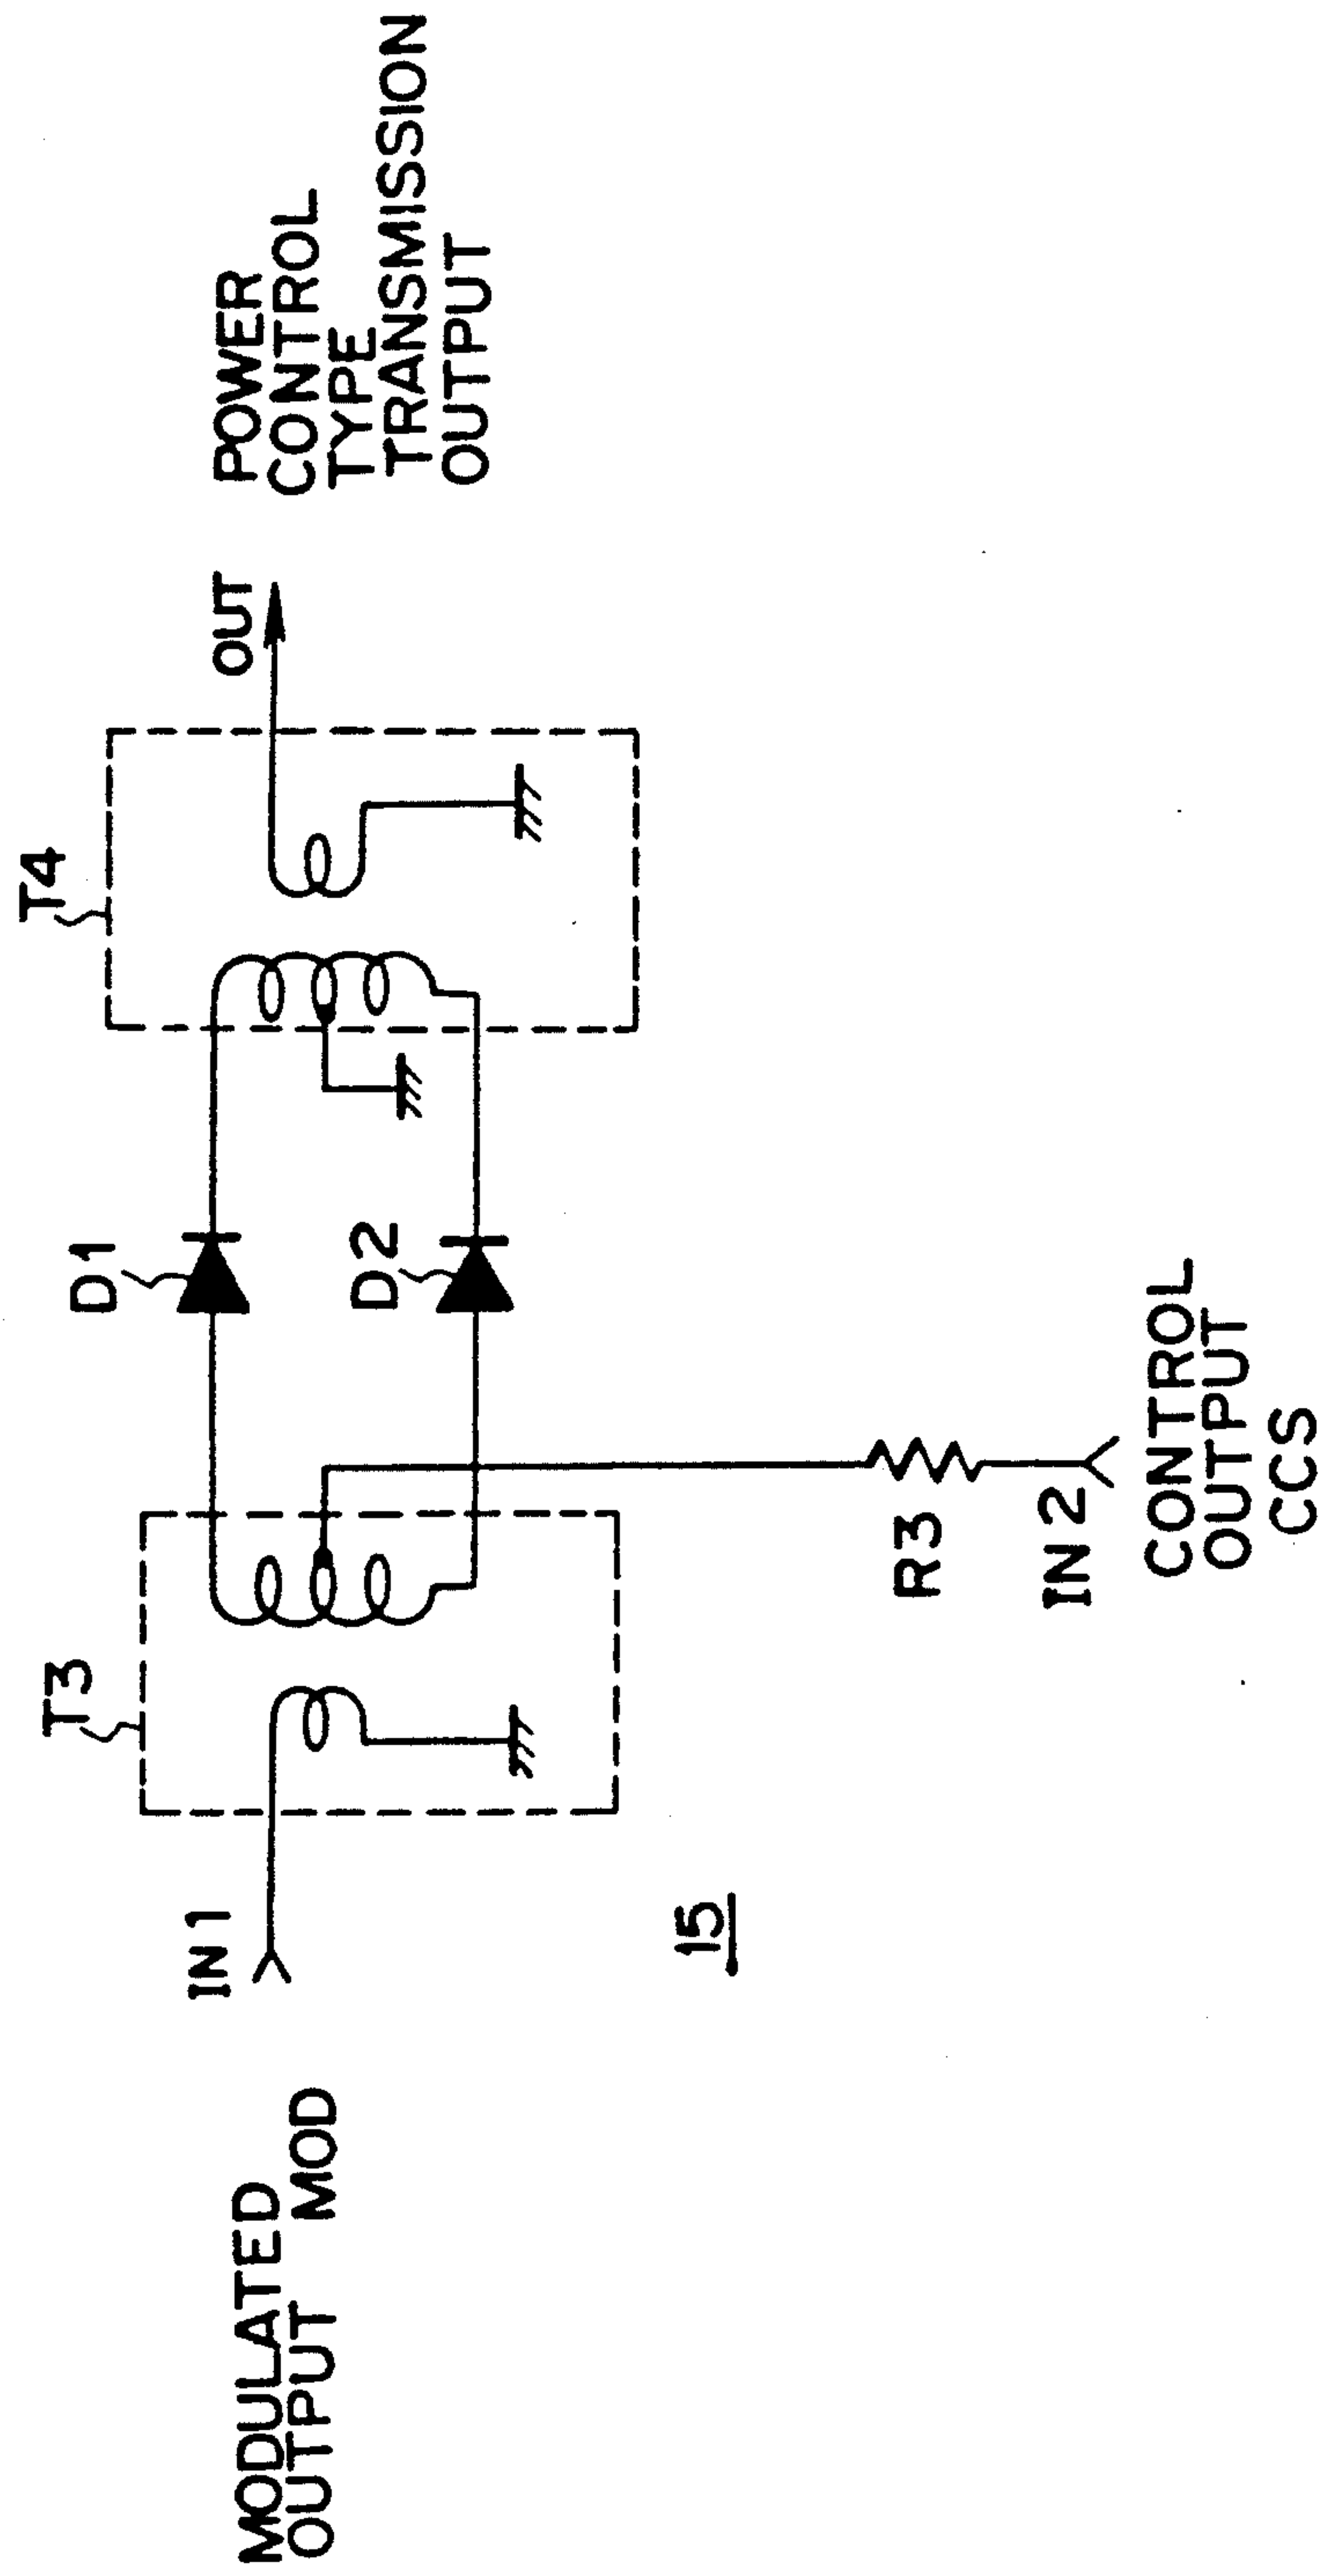 MODULATED
OUTPUT MOD
IN 1
15
T3
D1
D2
R3
IN 2
CONTROL
OUTPUT
CCS
T4
OUT
POWER
CONTROL
TYPE
TRANSMISSION
OUTPUT